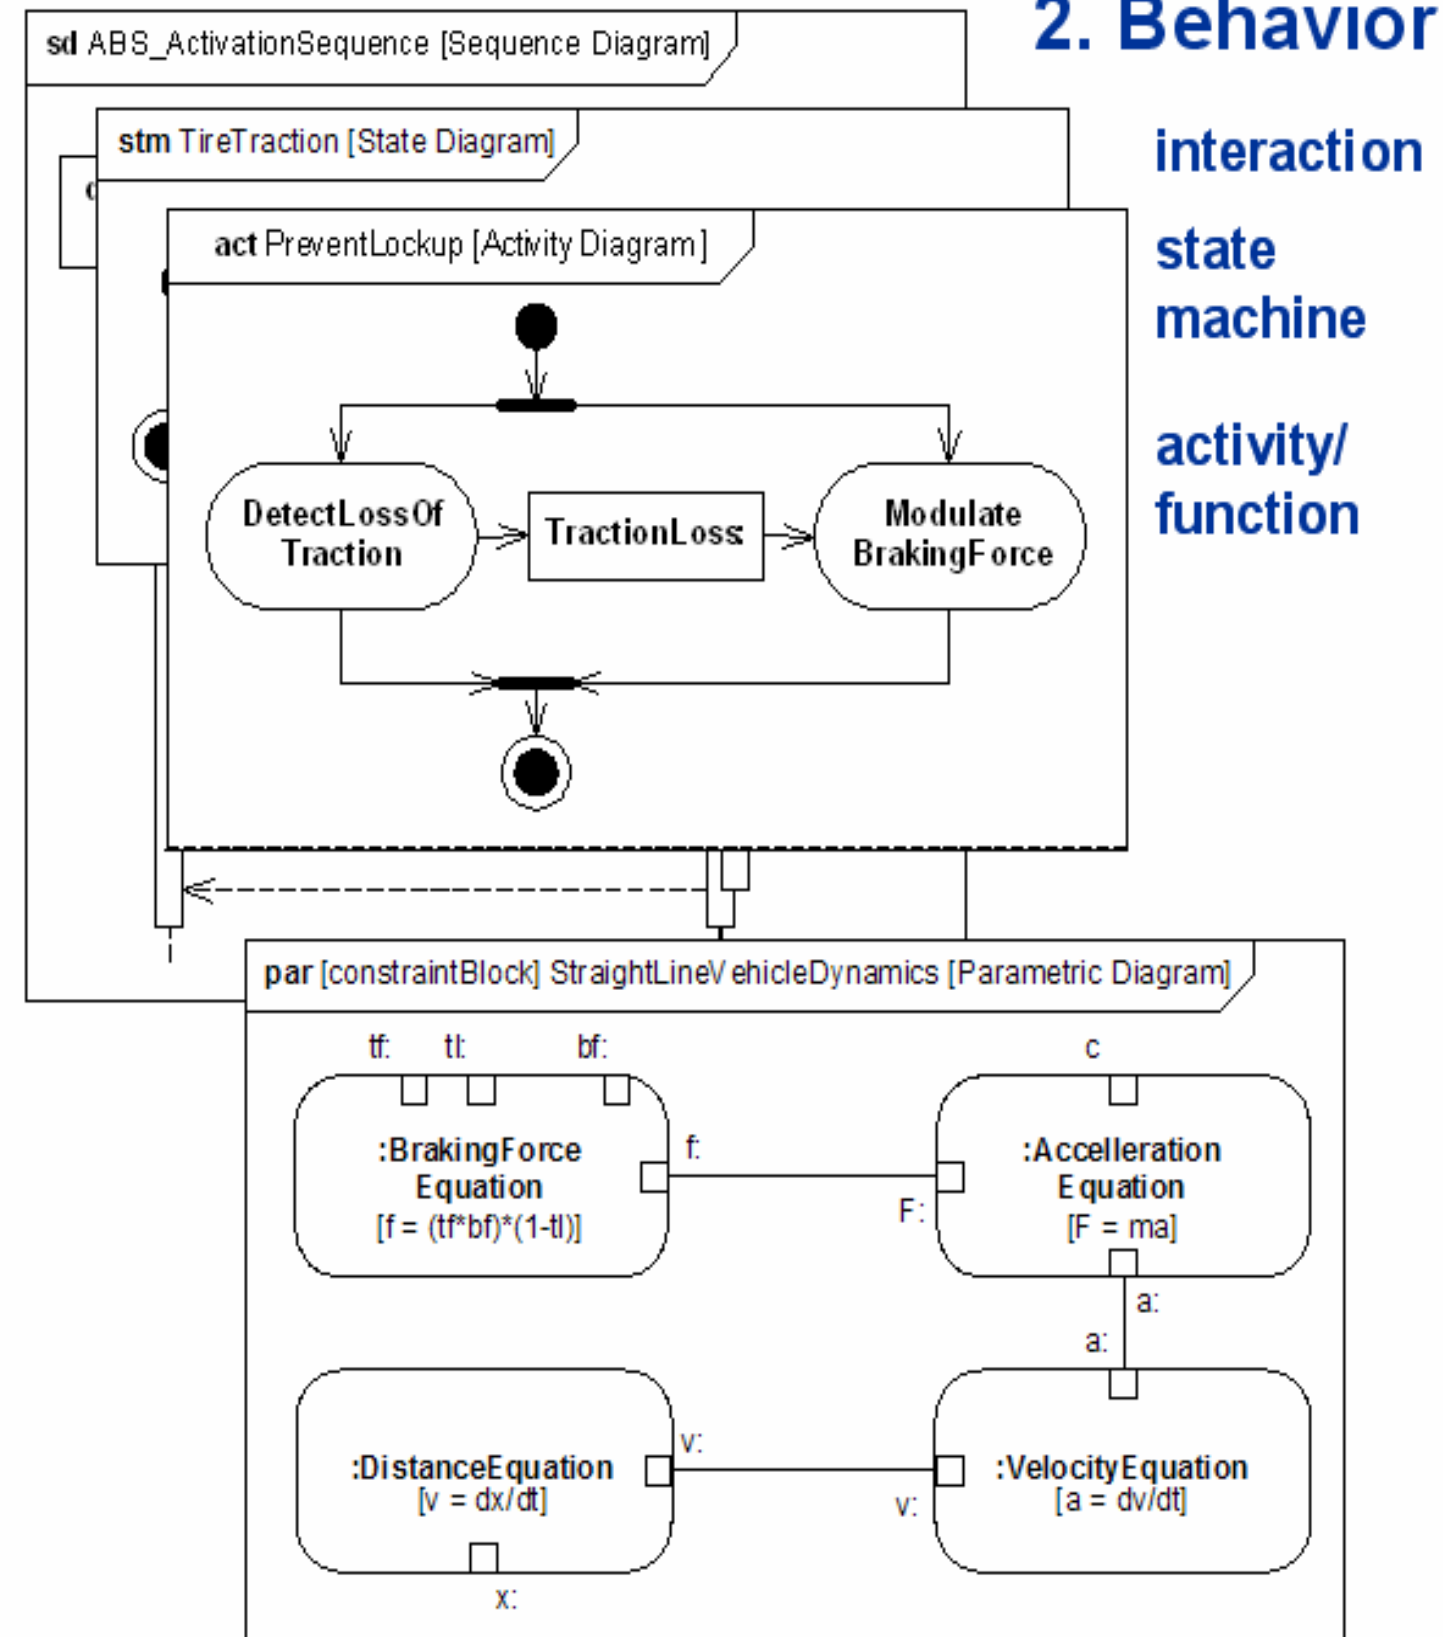 2. Behavior
sd ABS_ActivationSequence [Sequence Diagram]
interaction
stm TireTraction [State Diagram]
state
machine
act PreventLockup [Activity Diagram]
activity/
function
DetectLossOf
Traction
TractionLoss:
Modulate
BrakingForce
par [constraintBlock] StraightLineVehicleDynamics [Parametric Diagram]
tf:
tl:
bf:
c
:BrakingForce
Equation
[f = (tf*bf)*(1-tl)]
f:
F:
:Accelleration
Equation
[F = ma]
a:
a:
:DistanceEquation
[v = dx/dt]
v:
v:
:VelocityEquation
[a = dv/dt]
x: